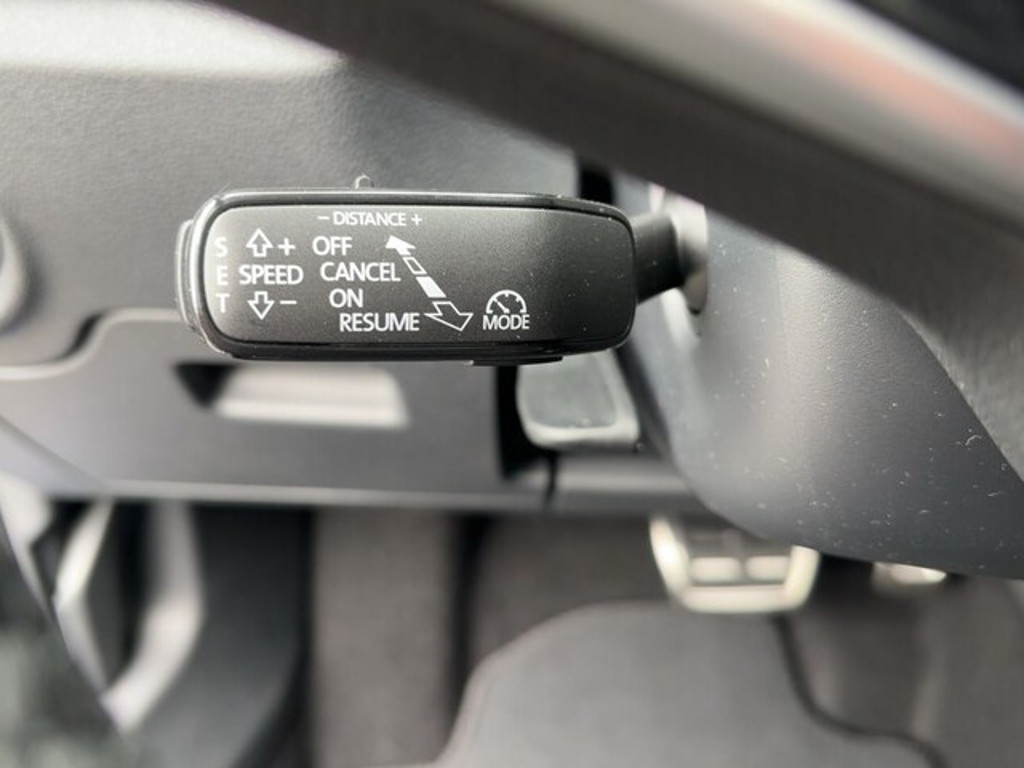 − DISTANCE +
S + OFF
E SPEED CANCEL
T − ON
RESUME MODE